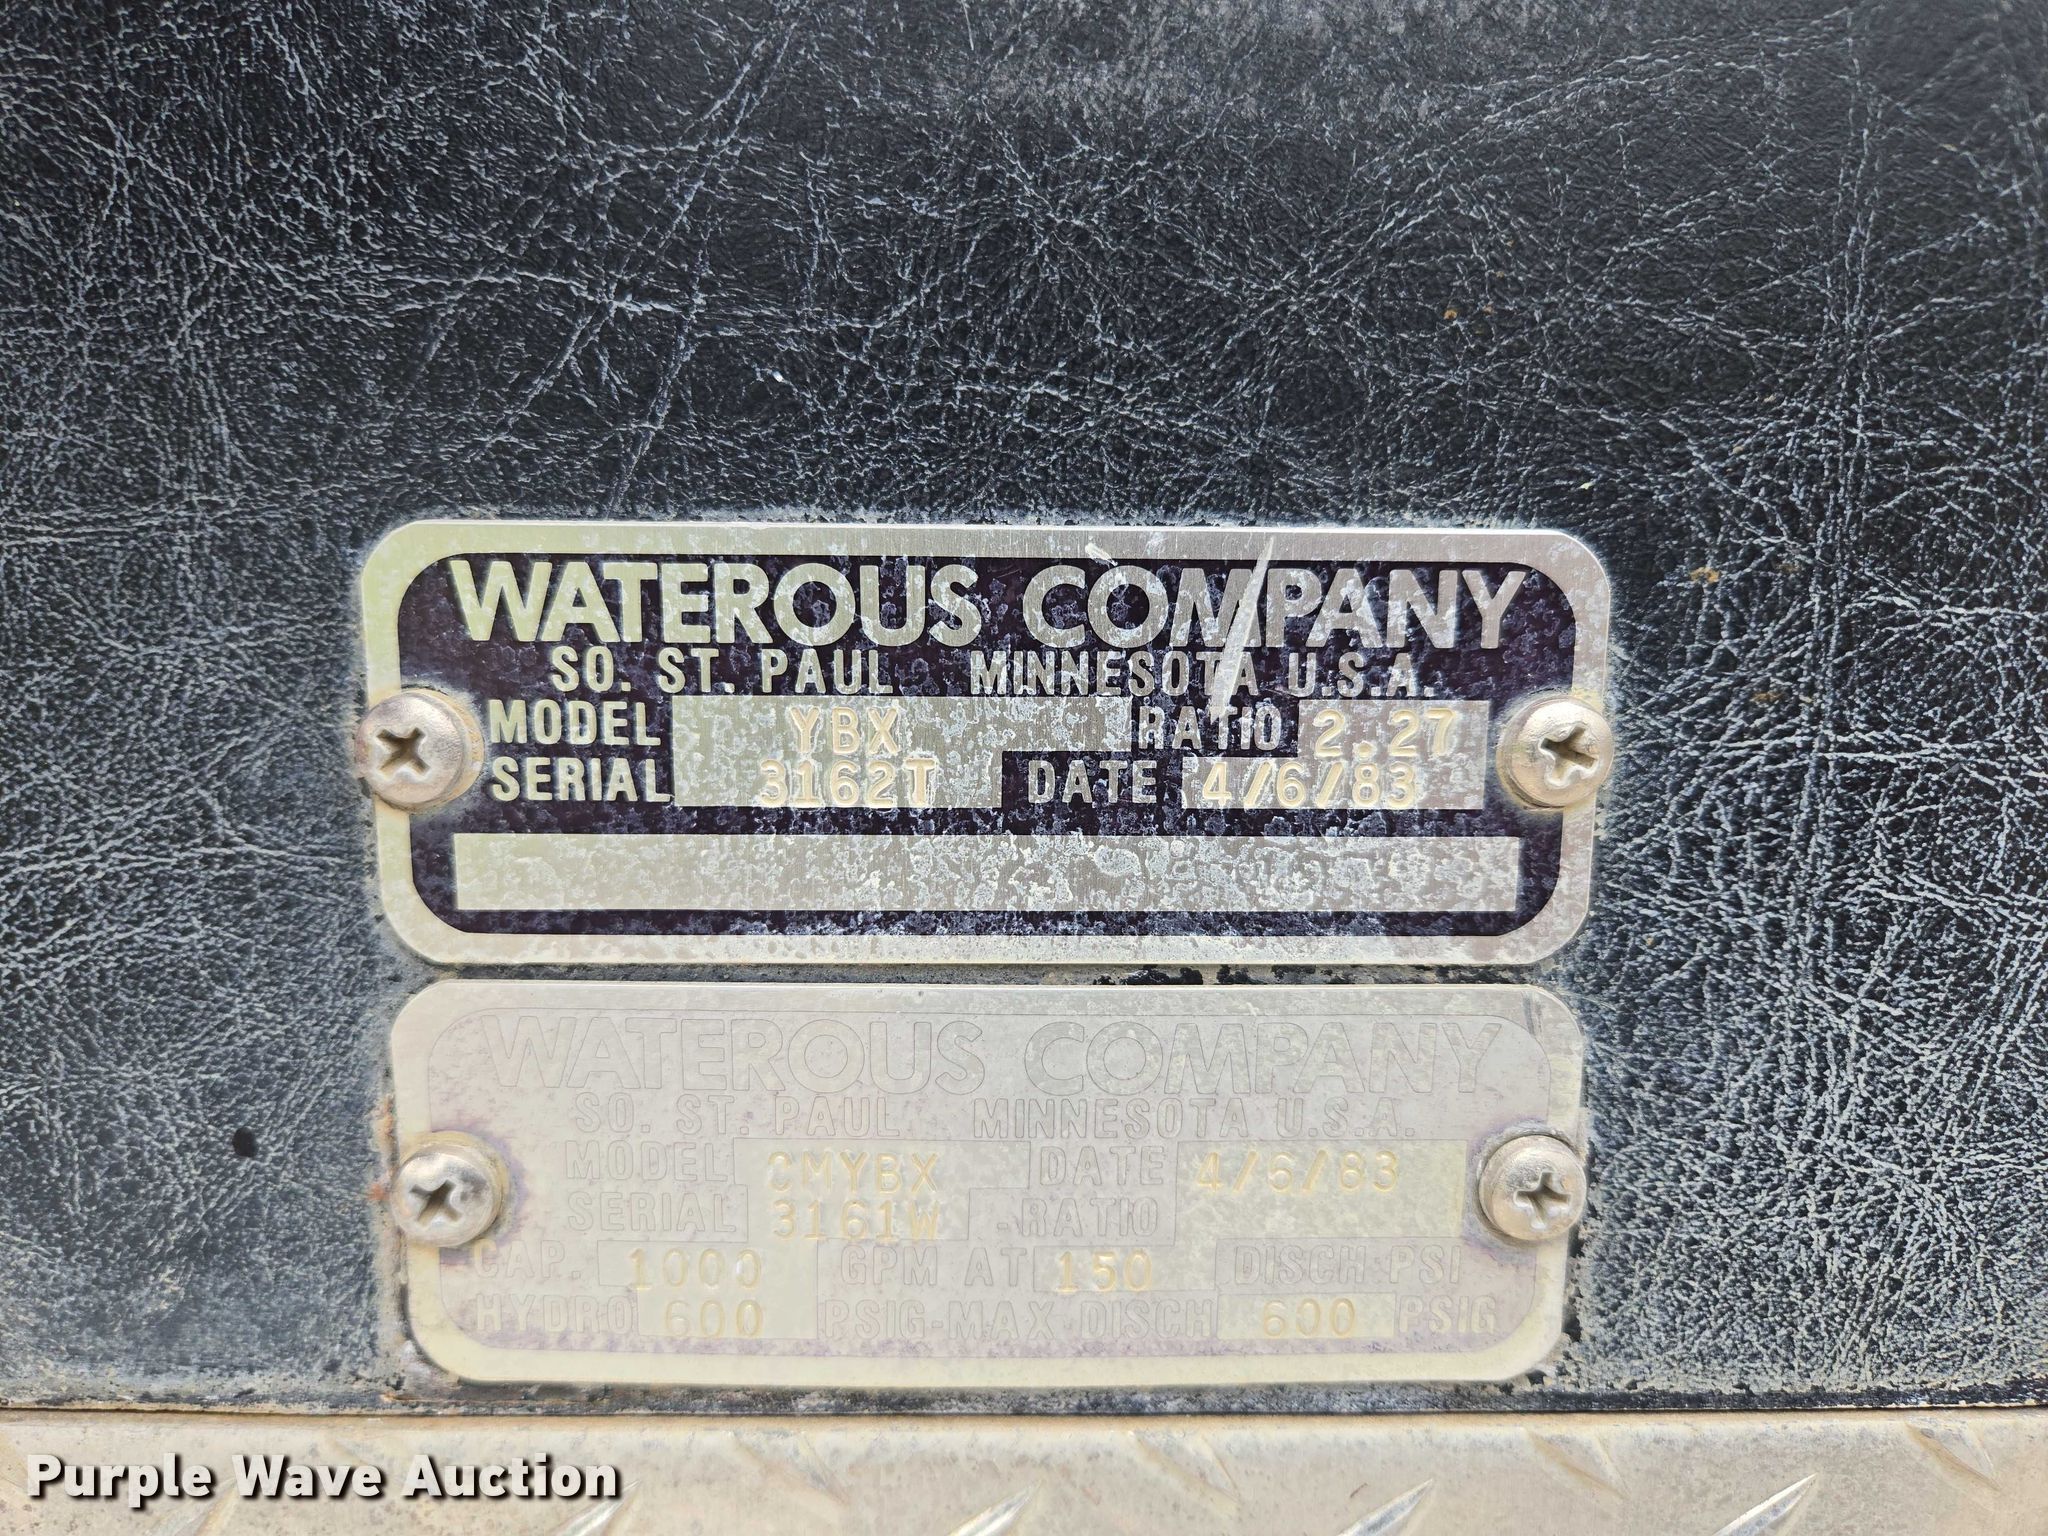 WATEROUS COMPANY
SO. ST. PAUL MINNESOTA U.S.A.
MODEL YBX RATIO 2.27
SERIAL 3162T DATE 4/6/83
WATEROUS COMPANY
SO. ST. PAUL MINNESOTA U.S.A.
MODEL CMYBX DATE 4/6/83
SERIAL 3161W RATIO
CAP. 1000 GPM AT 150 DISCH PSI
HYDRO 600 PSIG-MAX DISCH 600 PSIG
Purple Wave Auction